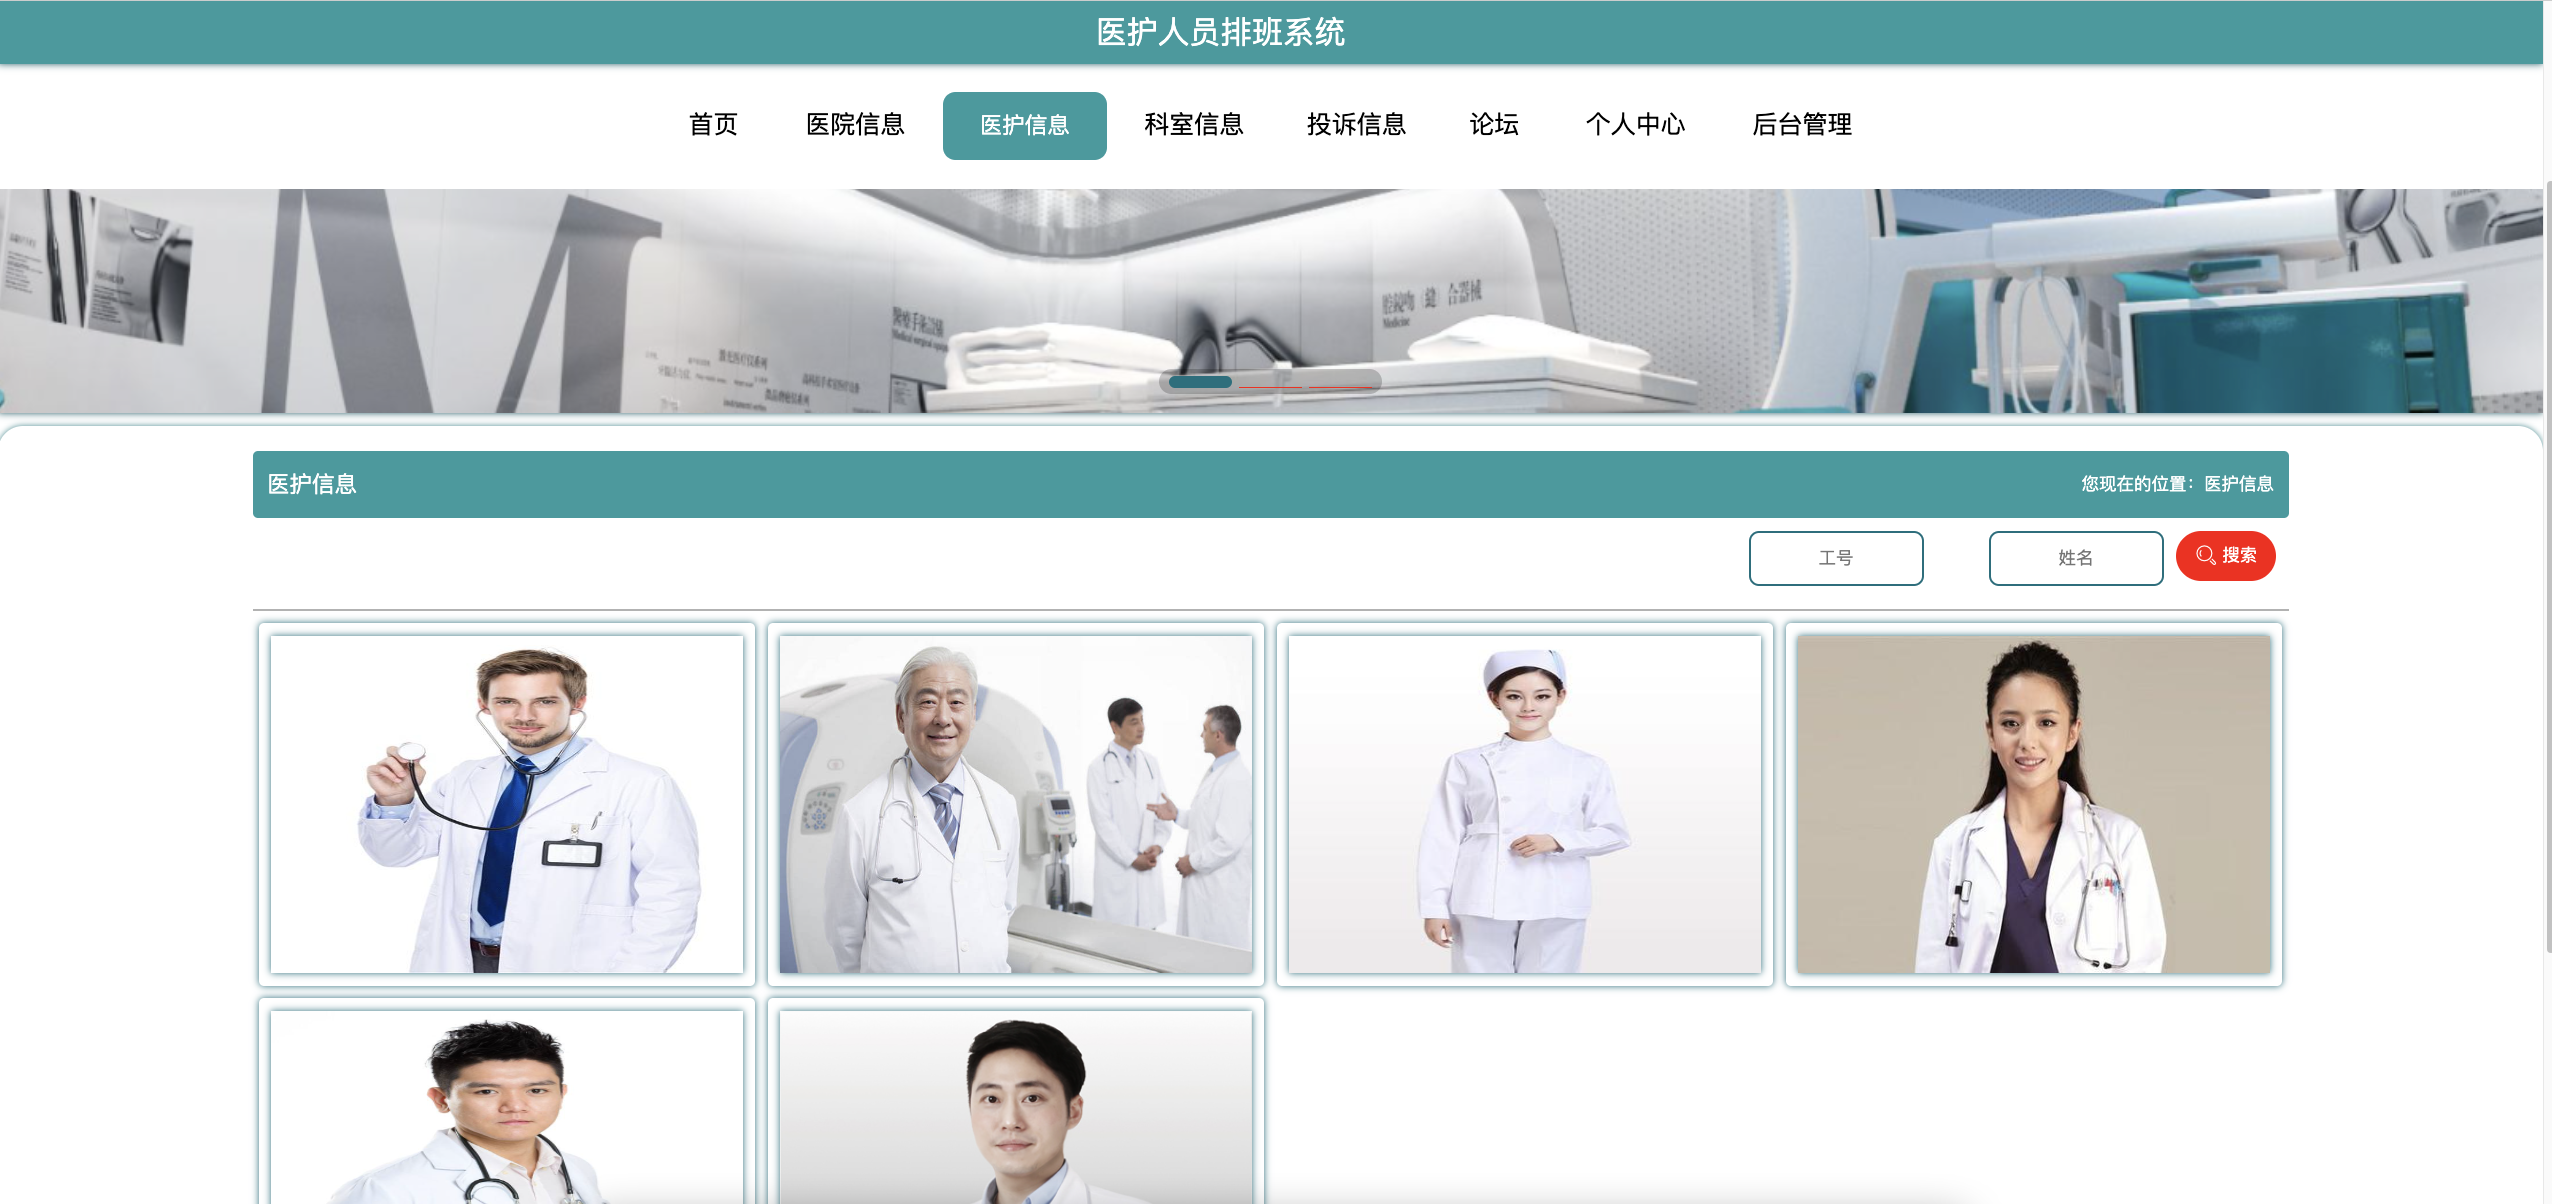 医护人员排班系统
首页 医院信息 医护信息 科室信息 投诉信息 论坛 个人中心 后台管理
Medicine
医护信息 您现在的位置：医护信息
工号 姓名 搜索